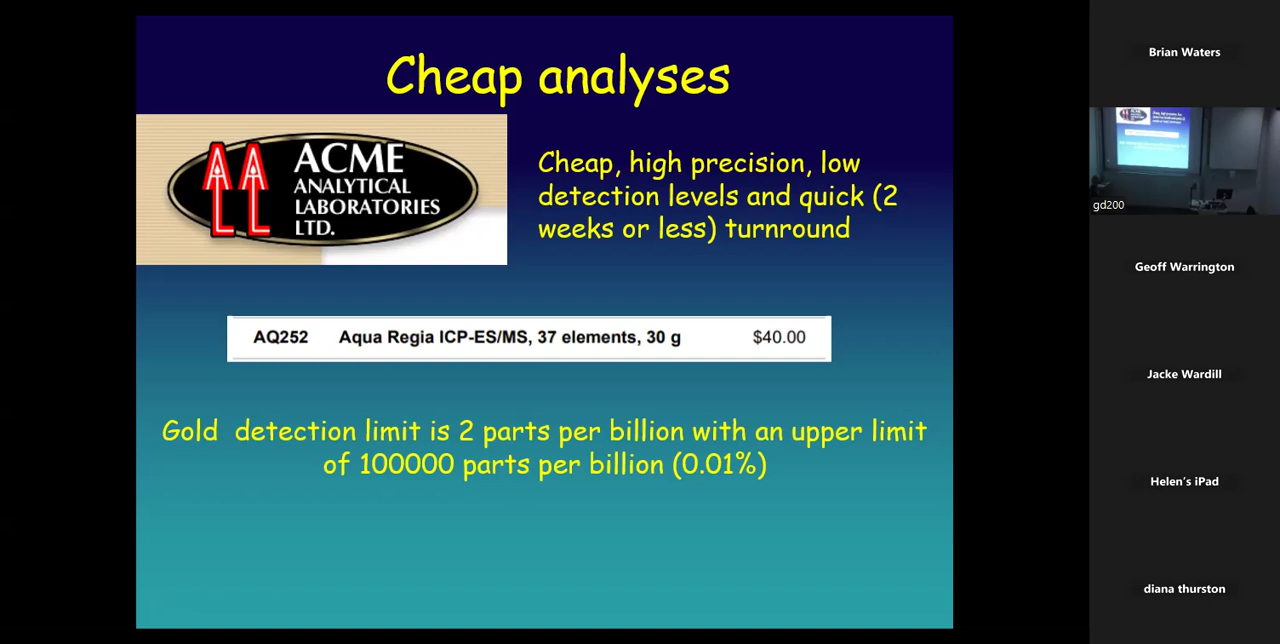 Cheap analyses
ACME
ANALYTICAL
LABORATORIES
LTD.
Cheap, high precision, low
detection levels and quick (2
weeks or less) turnround
AQ252 Aqua Regia ICP-ES/MS, 37 elements, 30 g $40.00
Gold detection limit is 2 parts per billion with an upper limit
of 100000 parts per billion (0.01%)
Brian Waters
gd200
Geoff Warrington
Jacke Wardill
Helen’s iPad
diana thurston